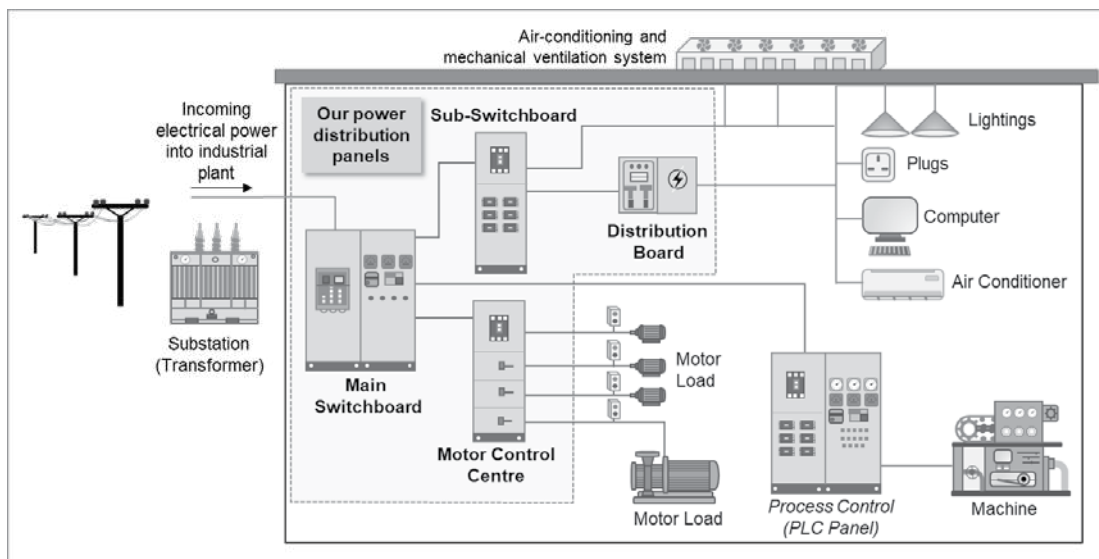 Air-conditioning and
mechanical ventilation system
Incoming
electrical power
into industrial
plant
Our power
distribution
panels
Sub-Switchboard
Lightings
Plugs
Computer
Distribution
Board
Air Conditioner
Substation
(Transformer)
Main
Switchboard
Motor
Load
Motor Control
Centre
Motor Load
Process Control
(PLC Panel)
Machine